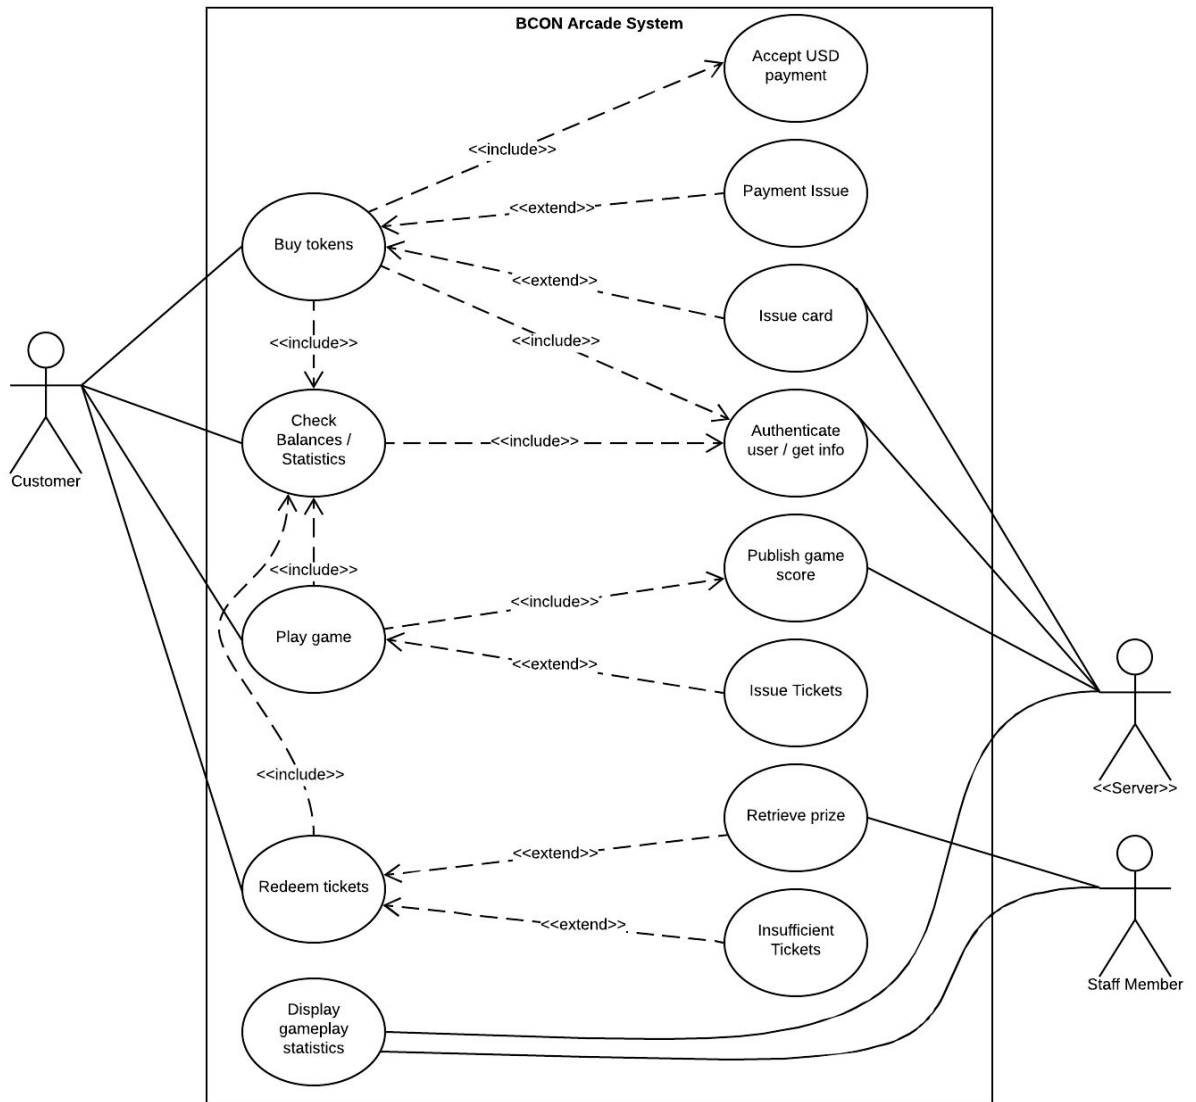 BCON Arcade System
Accept USD
payment
<<include>>
Payment Issue
<<extend>>
Buy tokens
<<extend>>
Issue card
<<include>>
<<include>>
Check
Balances /
Statistics
<<include>>
Authenticate
user / get info
Customer
Publish game
score
<<include>>
<<include>>
Play game
<<extend>>
Issue Tickets
<<include>>
<<Server>>
Retrieve prize
<<extend>>
Redeem tickets
<<extend>>
Insufficient
Tickets
Staff Member
Display
gameplay
statistics